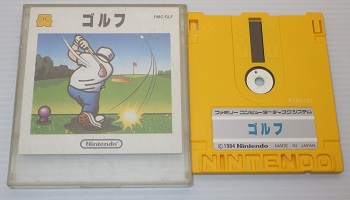 ゴルフ
FMC-GLF
Nintendo
ファミリー コンピューター ディスクシステム
ゴルフ
© 1984 Nintendo MADE IN JAPAN
NINTENDO